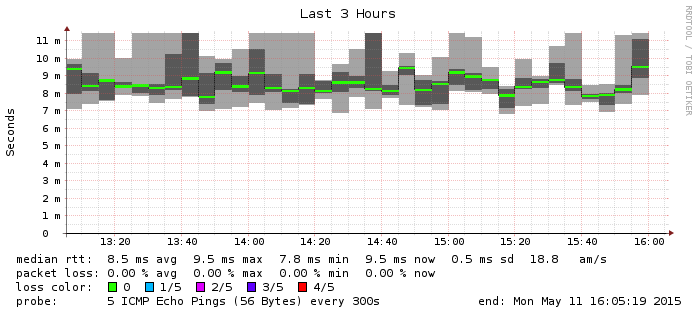 Last 3 Hours
RRDTOOL / TOBI OETIKER
Seconds
11 m
10 m
9 m
8 m
7 m
6 m
5 m
4 m
3 m
2 m
1 m
0
13:20 13:40 14:00 14:20 14:40 15:00 15:20 15:40 16:00
median rtt: 8.5 ms avg 9.5 ms max 7.8 ms min 9.5 ms now 0.5 ms sd 18.8 am/s
packet loss: 0.00 % avg 0.00 % max 0.00 % min 0.00 % now
loss color: 0 1/5 2/5 3/5 4/5
probe: 5 ICMP Echo Pings (56 Bytes) every 300s end: Mon May 11 16:05:19 2015